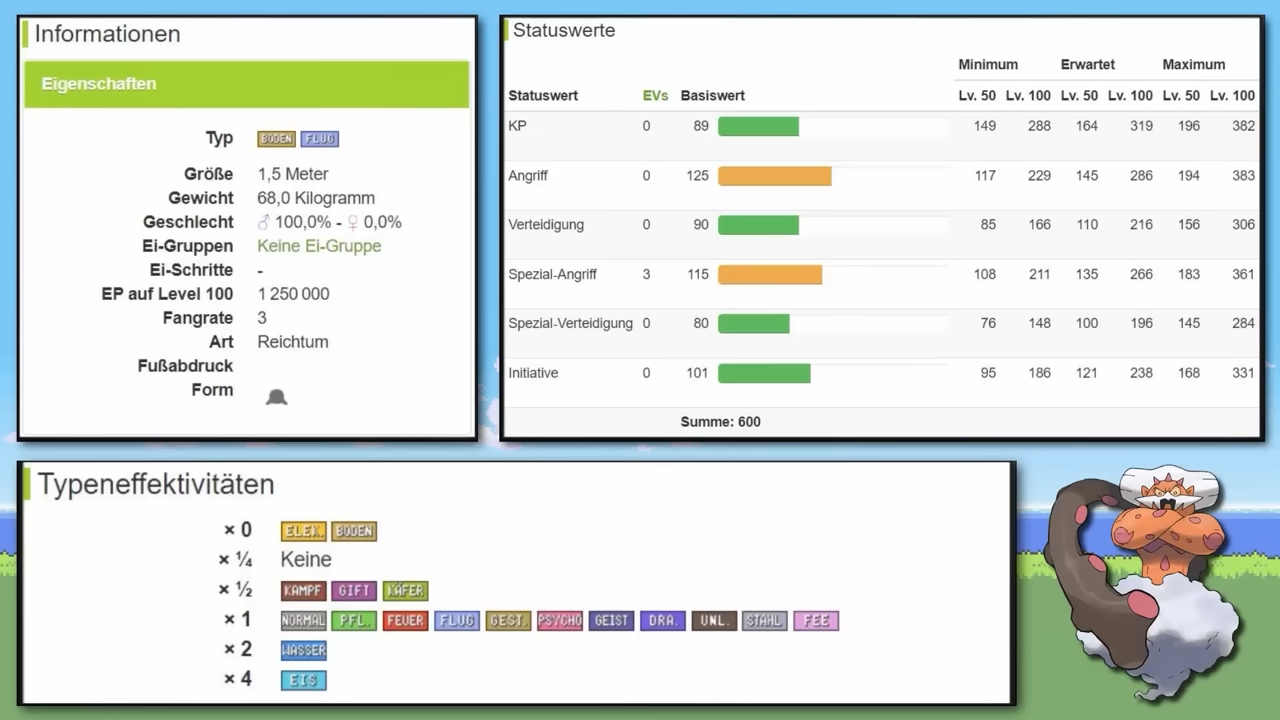 Informationen
Eigenschaften
Typ BODEN FLUG
Größe 1,5 Meter
Gewicht 68,0 Kilogramm
Geschlecht ♂ 100,0% - ♀ 0,0%
Ei-Gruppen Keine Ei-Gruppe
Ei-Schritte -
EP auf Level 100 1 250 000
Fangrate 3
Art Reichtum
Fußabdruck
Form
Statuswerte
Minimum Erwartet Maximum
Statuswert EVs Basiswert Lv. 50 Lv. 100 Lv. 50 Lv. 100 Lv. 50 Lv. 100
KP 0 89 149 288 164 319 196 382
Angriff 0 125 117 229 145 286 194 383
Verteidigung 0 90 85 166 110 216 156 306
Spezial-Angriff 3 115 108 211 135 266 183 361
Spezial-Verteidigung 0 80 76 148 100 196 145 284
Initiative 0 101 95 186 121 238 168 331
Summe: 600
Typeneffektivitäten
× 0 ELEK. BODEN
× ¼ Keine
× ½ KAMPF GIFT KÄFER
× 1 NORMAL PFL. FEUER FLUG GEST. PSYCHO GEIST DRA. UNL. STAHL FEE
× 2 WASSER
× 4 EIS